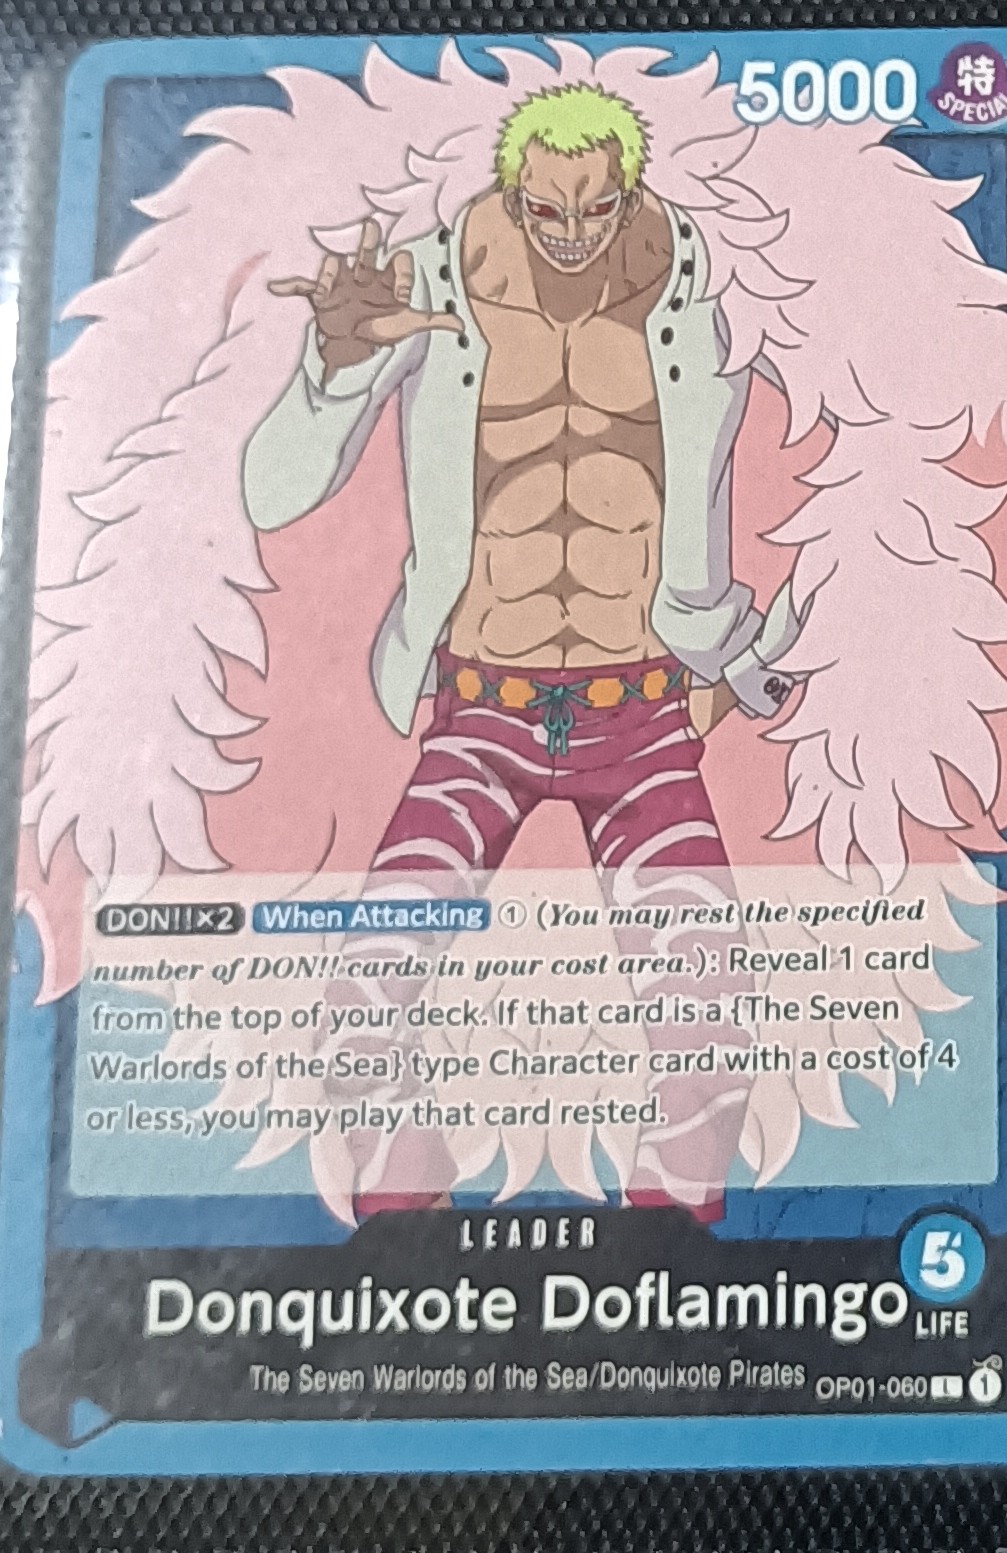 5000
特
SPECIAL
DON!!×2 When Attacking ① (You may rest the specified
number of DON!! cards in your cost area.): Reveal 1 card
from the top of your deck. If that card is a {The Seven
Warlords of the Sea} type Character card with a cost of 4
or less, you may play that card rested.
LEADER
5
Donquixote Doflamingo
LIFE
The Seven Warlords of the Sea/Donquixote Pirates
OP01-060 L 1